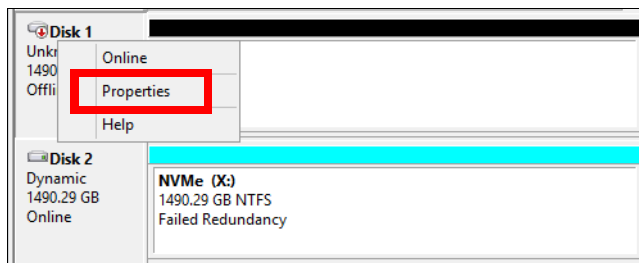 Disk 1
Unkr
1490
Offli
Online
Properties
Help
Disk 2
Dynamic
1490.29 GB
Online
NVMe (X:)
1490.29 GB NTFS
Failed Redundancy